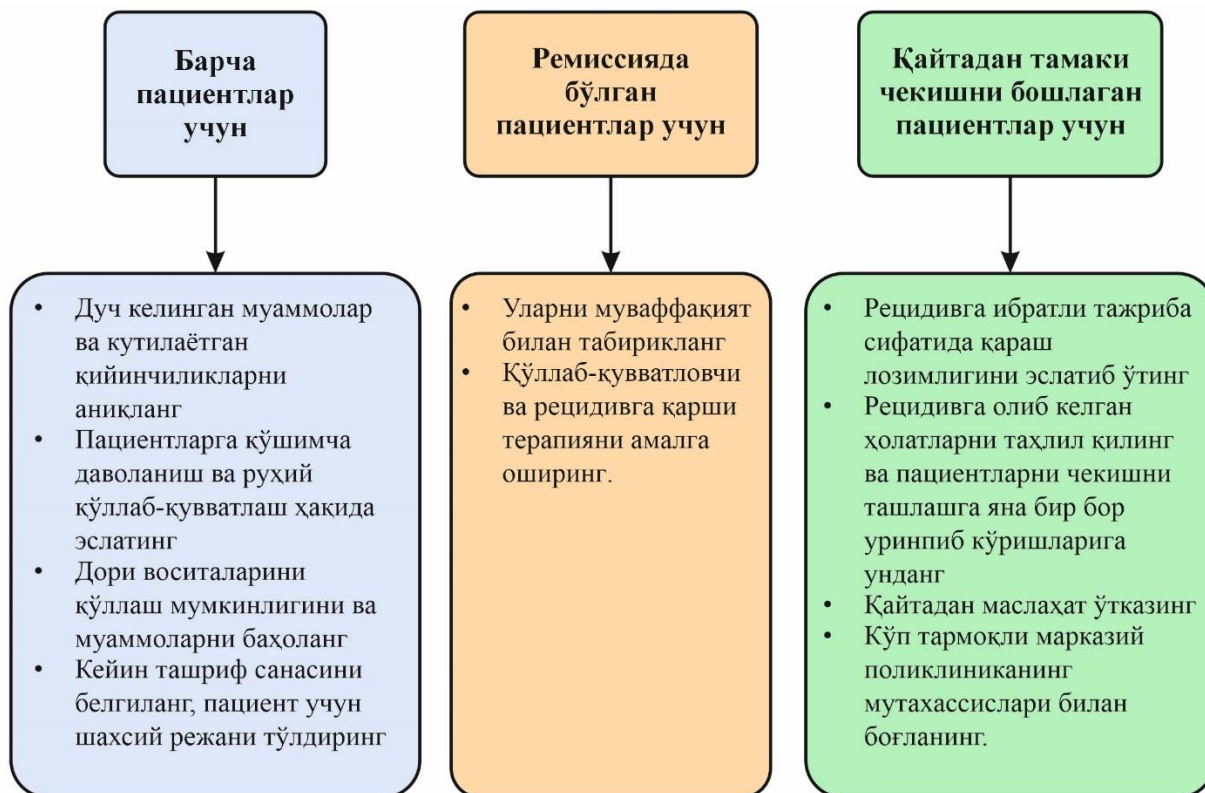 Барча
пациентлар
учун
• Дуч келинган муаммолар
ва кутилаётган
қийинчиликларни
аниқланг
• Пациентларга қўшимча
даволаниш ва руҳий
қўллаб-қувватлаш ҳақида
эслатинг
• Дори воситаларини
қўллаш мумкинлигини ва
муаммоларни баҳоланг
• Кейин ташриф санасини
белгиланг, пациент учун
шахсий режани тўлдиринг
Ремиссияда
бўлган
пациентлар учун
• Уларни муваффақият
билан табирикланг
• Қўллаб-қувватловчи
ва рецидивга қарши
терапияни амалга
оширинг.
Қайтадан тамаки
чекишни бошлаган
пациентлар учун
• Рецидивга ибратли тажриба
сифатида қараш
лозимлигини эслатиб ўтинг
• Рецидивга олиб келган
ҳолатларни таҳлил қилинг
ва пациентларни чекишни
ташлашга яна бир бор
уринпиб кўришларига
унданг
• Қайтадан маслаҳат ўтказинг
• Кўп тармоқли марказий
поликлиниканинг
мутахассислари билан
боғланинг.